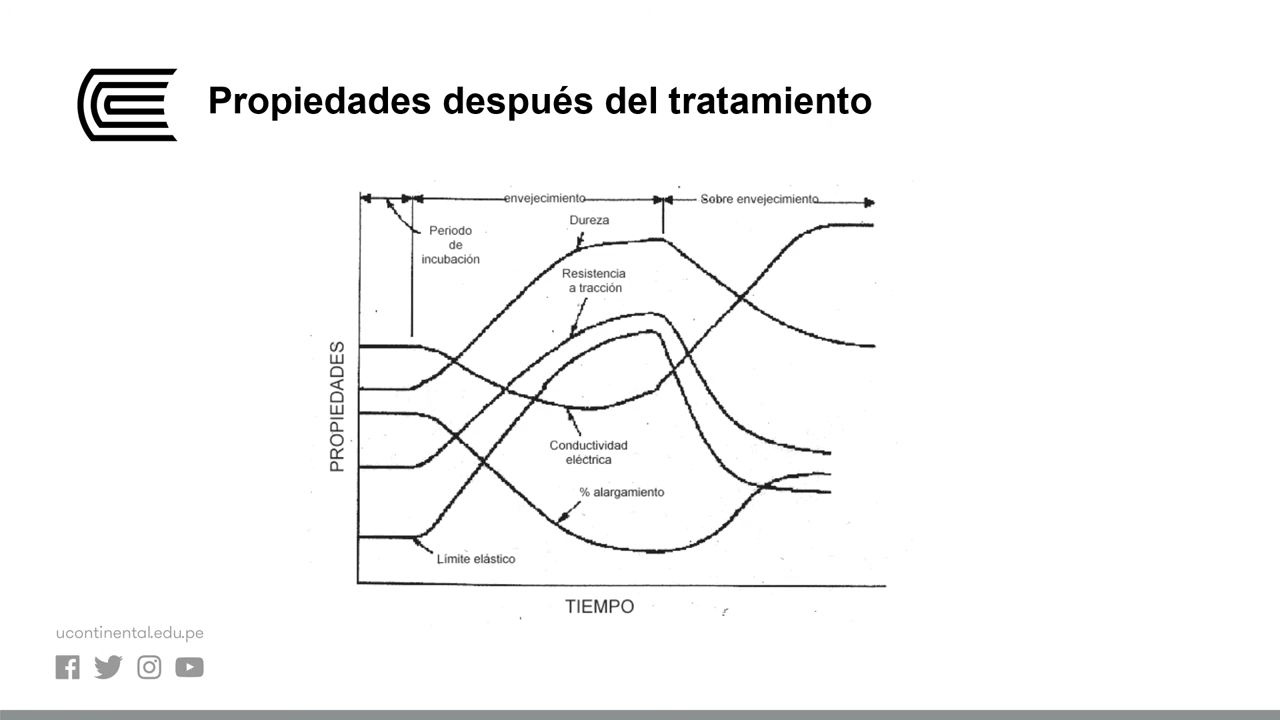 Propiedades después del tratamiento
envejecimiento
Sobre envejecimiento
Dureza
Periodo
de
incubación
Resistencia
a tracción
PROPIEDADES
Conductividad
eléctrica
% alargamiento
Límite elástico
TIEMPO
ucontinental.edu.pe